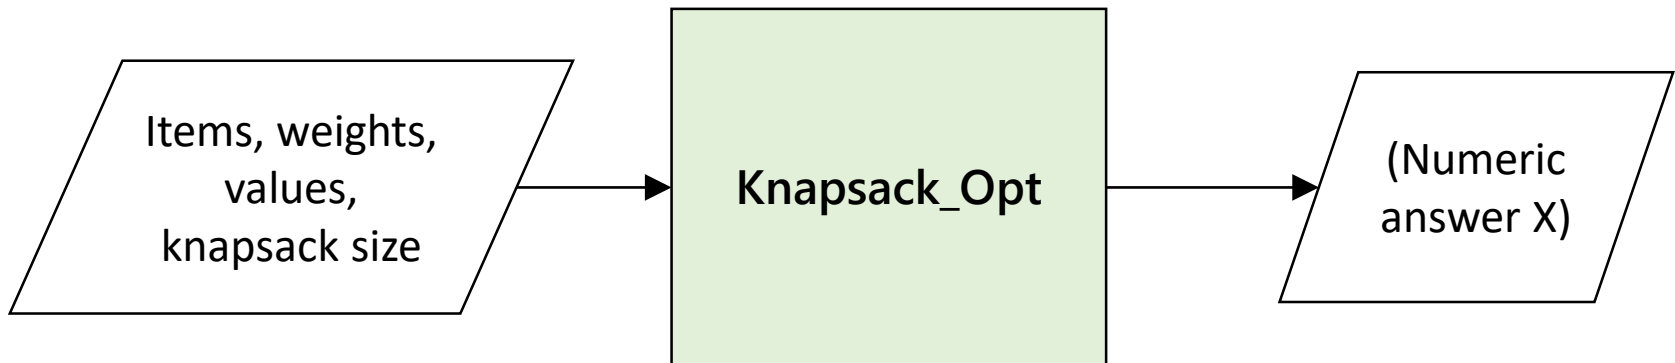 Items, weights,
values,
knapsack size
Knapsack_Opt
(Numeric
answer X)